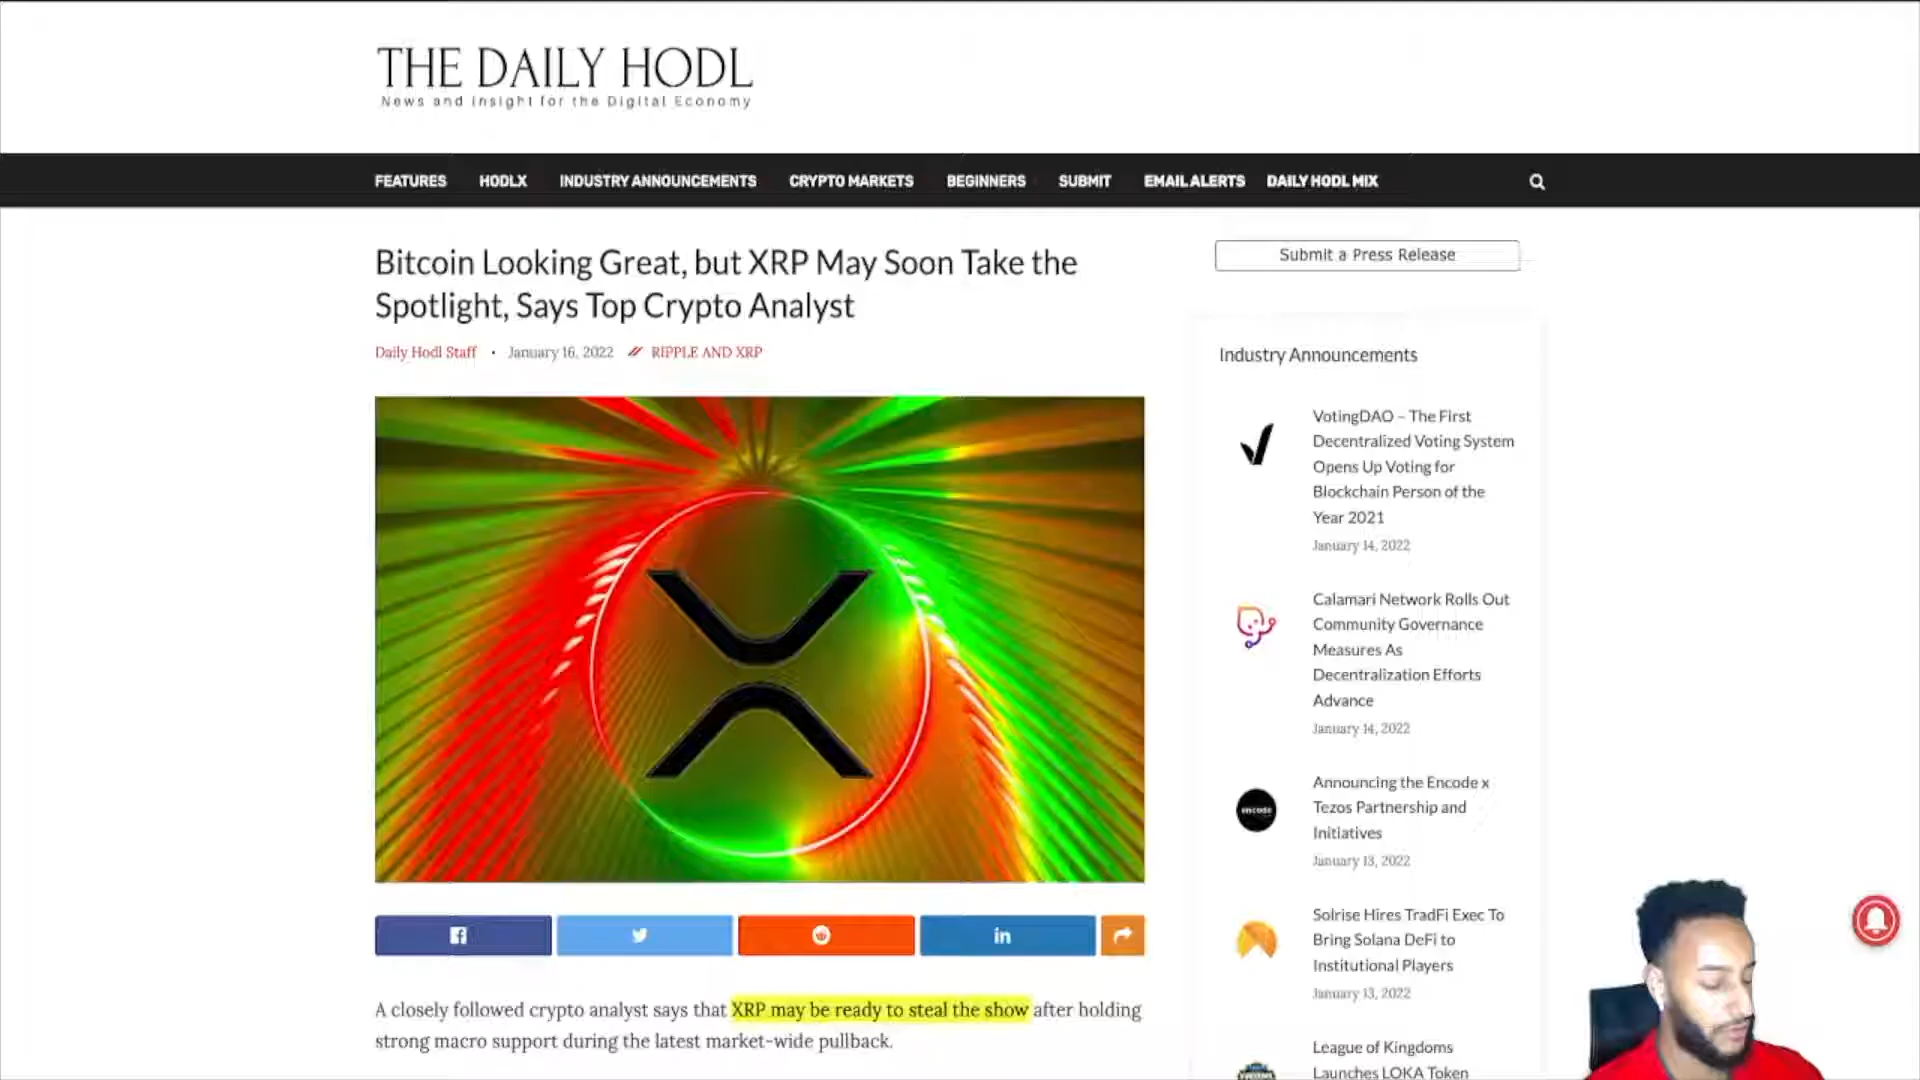 THE DAILY HODL
News and Insight for the Digital Economy
FEATURES HODLX INDUSTRY ANNOUNCEMENTS CRYPTO MARKETS BEGINNERS SUBMIT EMAIL ALERTS DAILY HODL MIX
Bitcoin Looking Great, but XRP May Soon Take the
Spotlight, Says Top Crypto Analyst
Daily Hodl Staff • January 16, 2022 // RIPPLE AND XRP
A closely followed crypto analyst says that XRP may be ready to steal the show after holding
strong macro support during the latest market-wide pullback.
Submit a Press Release
Industry Announcements
VotingDAO – The First
Decentralized Voting System
Opens Up Voting for
Blockchain Person of the
Year 2021
January 14, 2022
Calamari Network Rolls Out
Community Governance
Measures As
Decentralization Efforts
Advance
January 14, 2022
encode
Announcing the Encode x
Tezos Partnership and
Initiatives
January 13, 2022
Solrise Hires TradFi Exec To
Bring Solana DeFi to
Institutional Players
January 13, 2022
League of Kingdoms
Launches LOKA Token